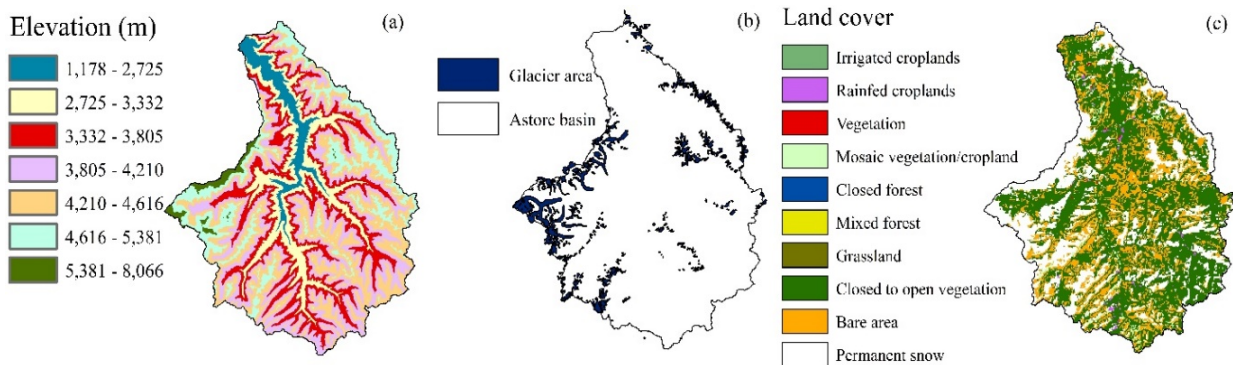 Elevation (m)
1,178 - 2,725
2,725 - 3,332
3,332 - 3,805
3,805 - 4,210
4,210 - 4,616
4,616 - 5,381
5,381 - 8,066
(a)
(b)
Glacier area
Astore basin
Land cover
(c)
Irrigated croplands
Rainfed croplands
Vegetation
Mosaic vegetation/cropland
Closed forest
Mixed forest
Grassland
Closed to open vegetation
Bare area
Permanent snow